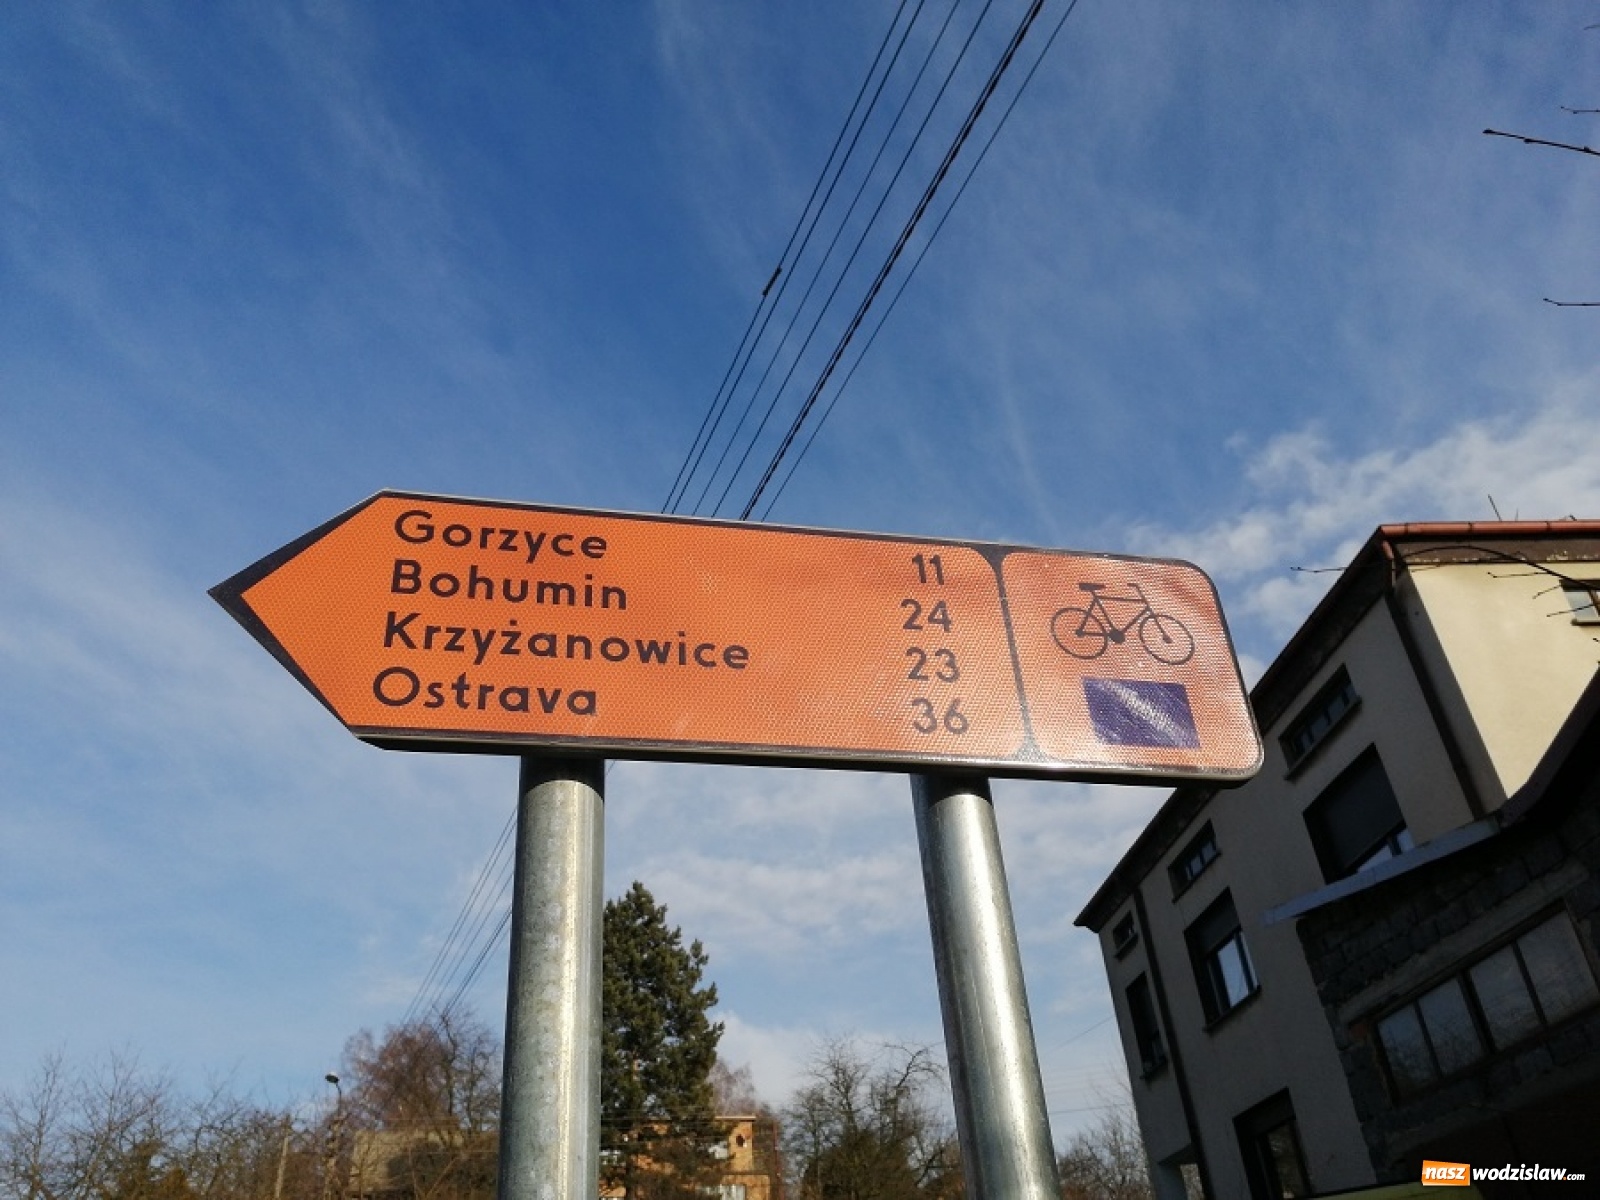 Gorzyce 11
Bohumin 24
Krzyżanowice 23
Ostrava 36
nasz wodzislaw.com